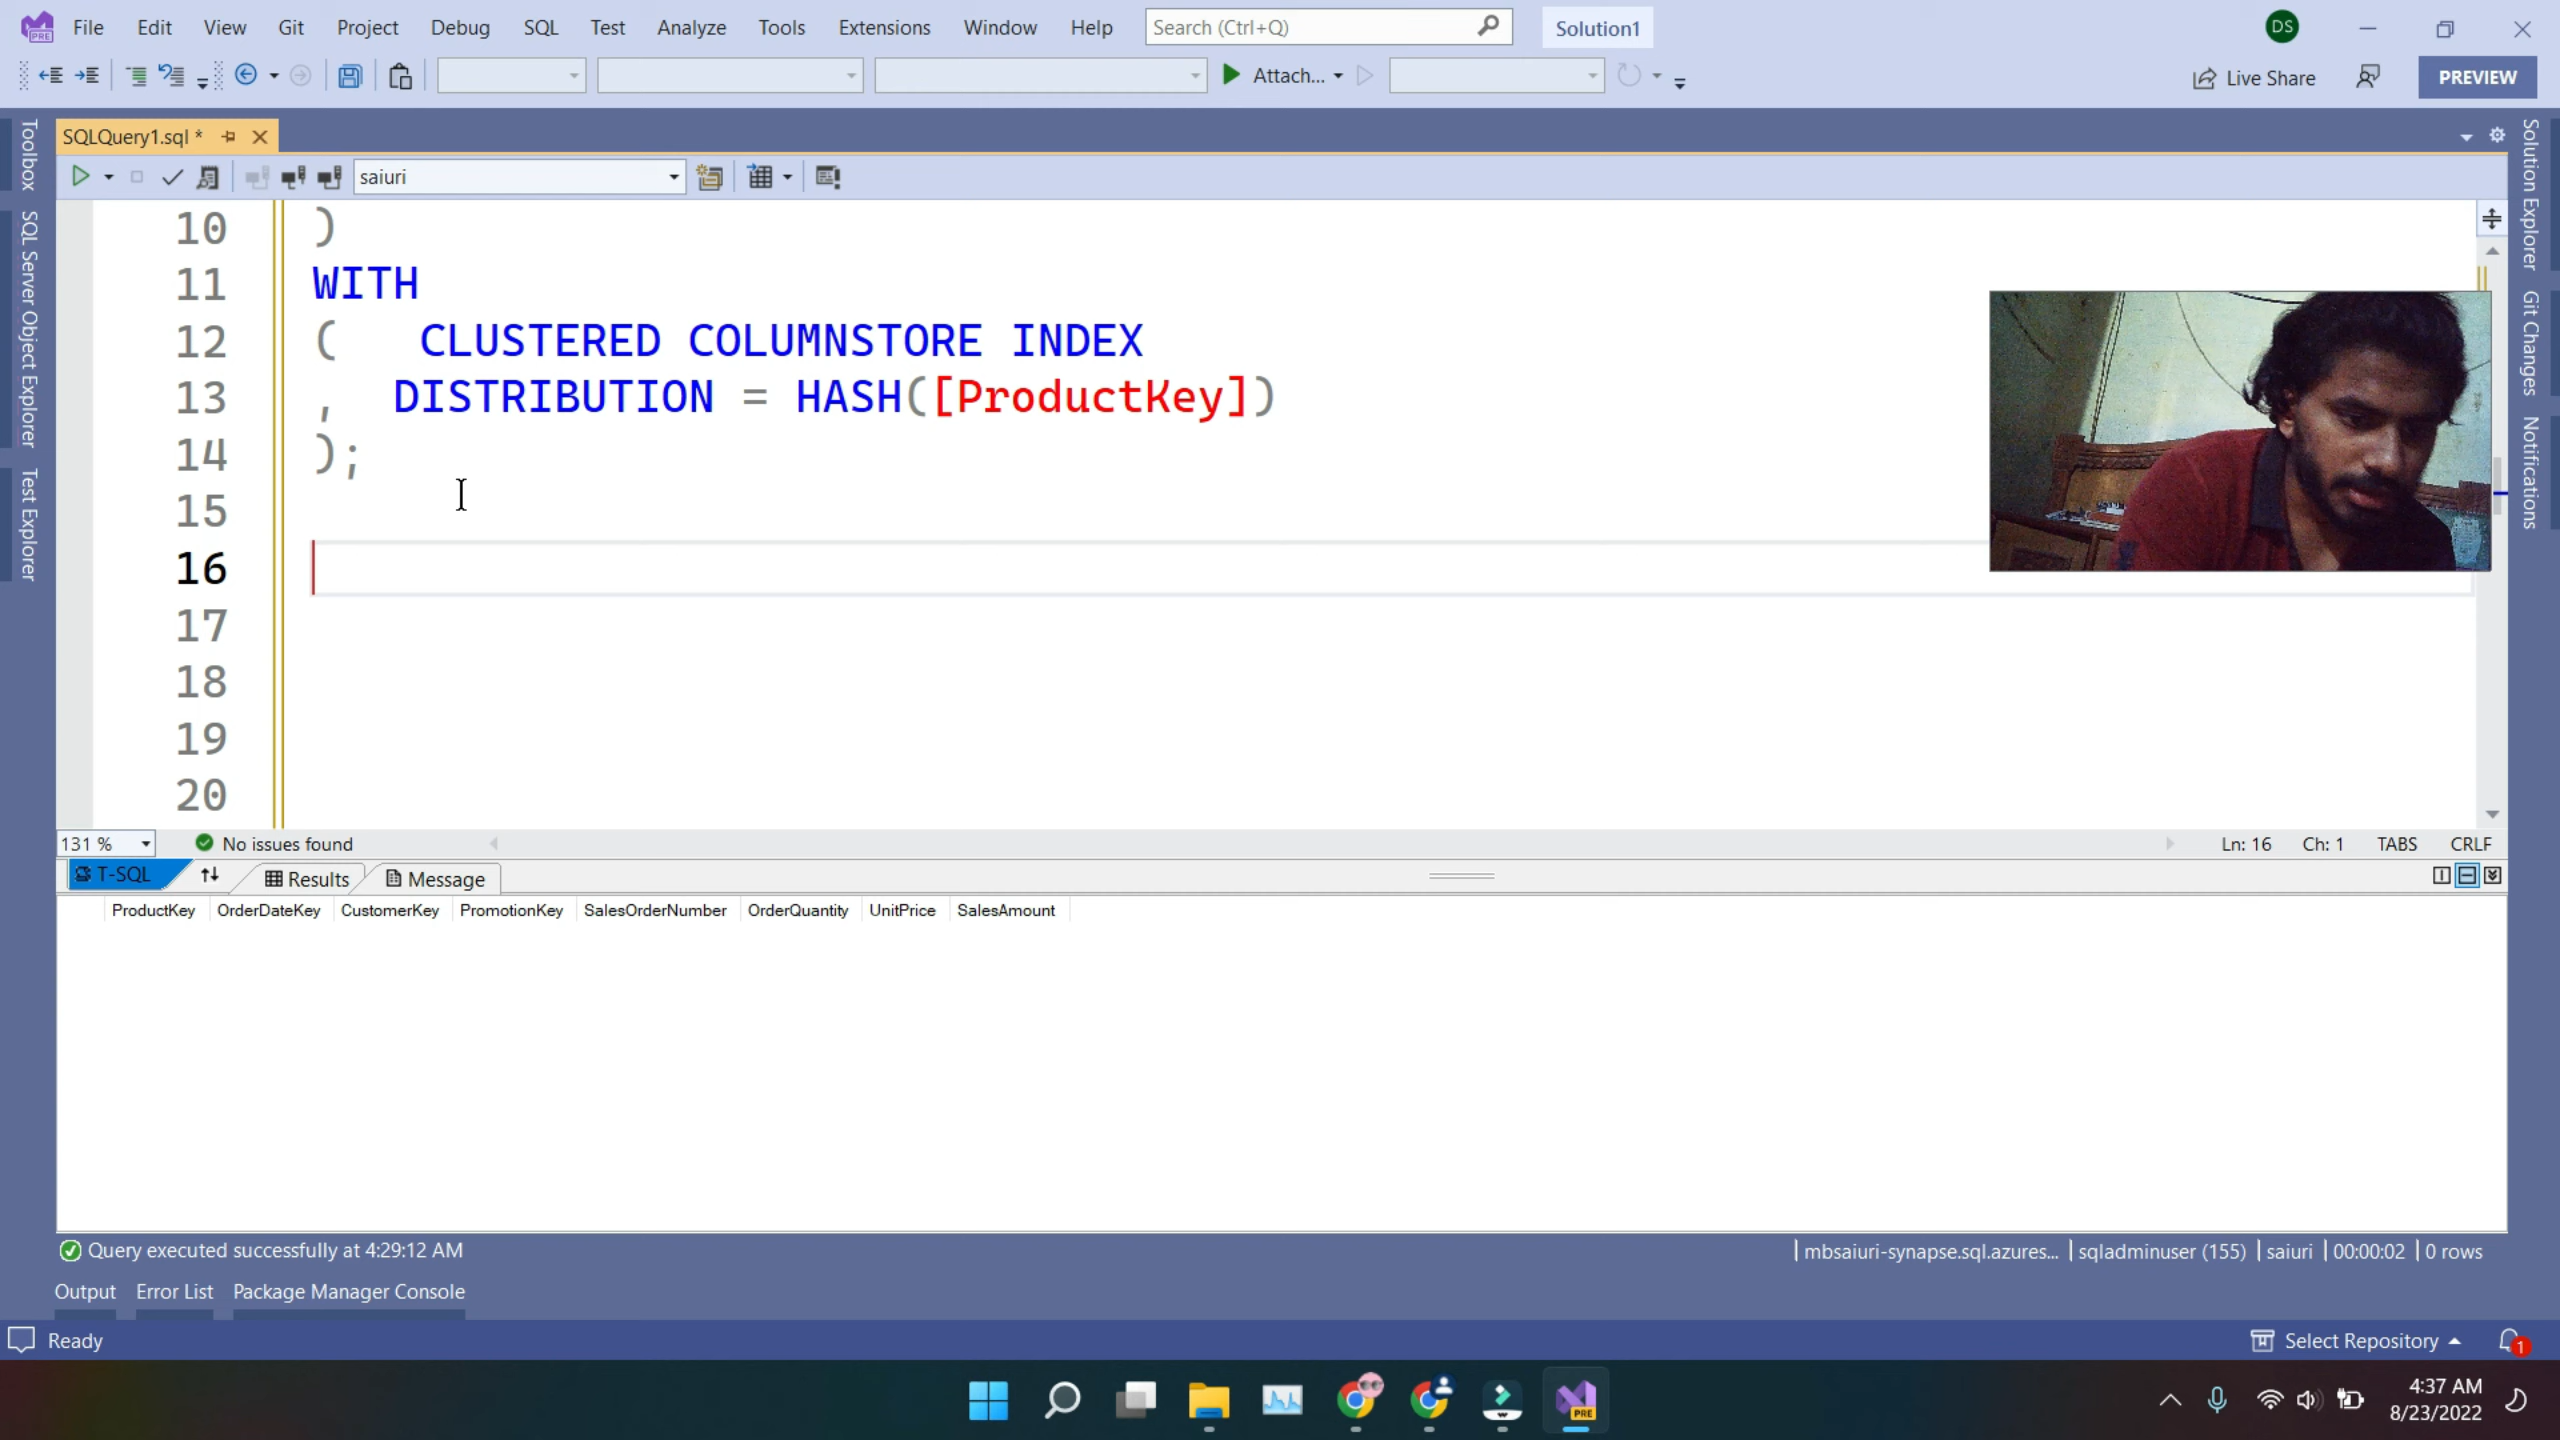 File Edit View Git Project Debug SQL Test Analyze Tools Extensions Window Help Search (Ctrl+Q) Solution1 DS
Attach... Live Share PREVIEW
SQLQuery1.sql *
saiuri
Toolbox
SQL Server Object Explorer
Test Explorer
10 )
11 WITH
12 ( CLUSTERED COLUMNSTORE INDEX
13 , DISTRIBUTION = HASH([ProductKey])
14 );
15
16
17
18
19
20
Solution Explorer
Git Changes
Notifications
131 % No issues found Ln: 16 Ch: 1 TABS CRLF
T-SQL Results Message
ProductKey OrderDateKey CustomerKey PromotionKey SalesOrderNumber OrderQuantity UnitPrice SalesAmount
Query executed successfully at 4:29:12 AM mbsaiuri-synapse.sql.azures... sqladminuser (155) saiuri 00:00:02 0 rows
Output Error List Package Manager Console
Ready Select Repository 1
PRE
4:37 AM
8/23/2022